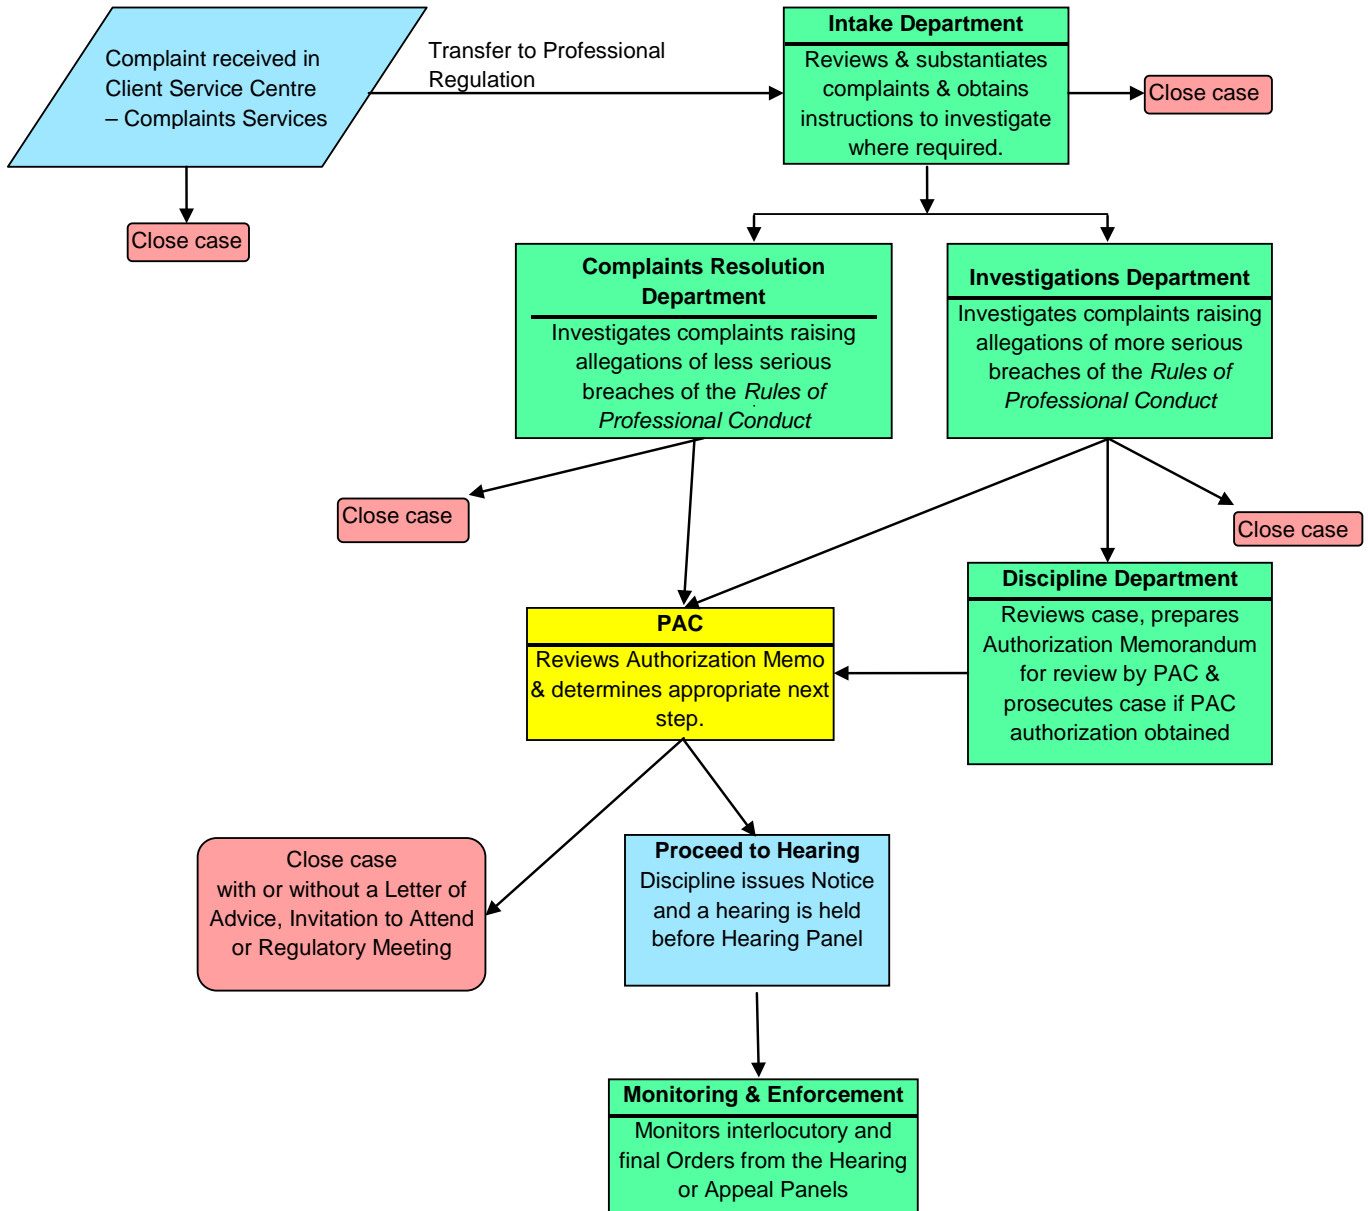 Complaint received in
Client Service Centre
– Complaints Services
Transfer to Professional
Regulation
Intake Department
Reviews & substantiates
complaints & obtains
instructions to investigate
where required.
Close case
Close case
Complaints Resolution
Department
Investigates complaints raising
allegations of less serious
breaches of the Rules of
Professional Conduct
Investigations Department
Investigates complaints raising
allegations of more serious
breaches of the Rules of
Professional Conduct
Close case
Close case
Discipline Department
Reviews case, prepares
Authorization Memorandum
for review by PAC &
prosecutes case if PAC
authorization obtained
PAC
Reviews Authorization Memo
& determines appropriate next
step.
Close case
with or without a Letter of
Advice, Invitation to Attend
or Regulatory Meeting
Proceed to Hearing
Discipline issues Notice
and a hearing is held
before Hearing Panel
Monitoring & Enforcement
Monitors interlocutory and
final Orders from the Hearing
or Appeal Panels